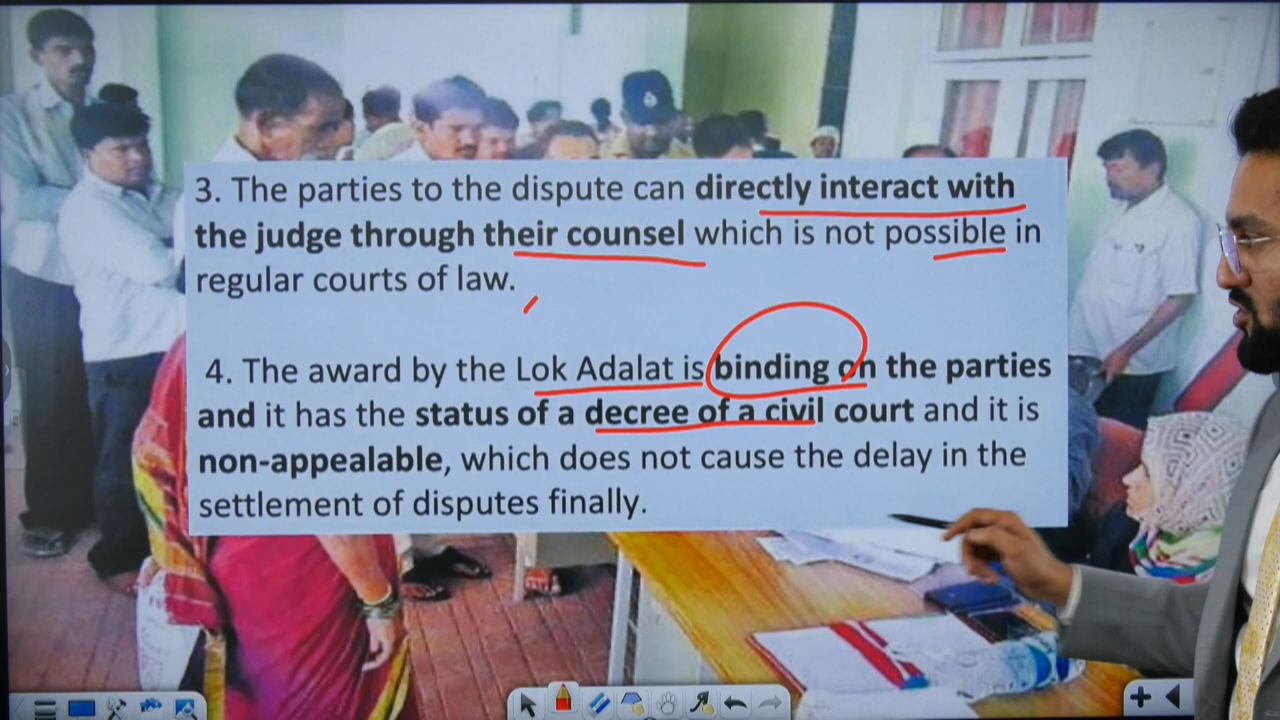 3. The parties to the dispute can directly interact with
the judge through their counsel which is not possible in
regular courts of law.
4. The award by the Lok Adalat is binding on the parties
and it has the status of a decree of a civil court and it is
non-appealable, which does not cause the delay in the
settlement of disputes finally.